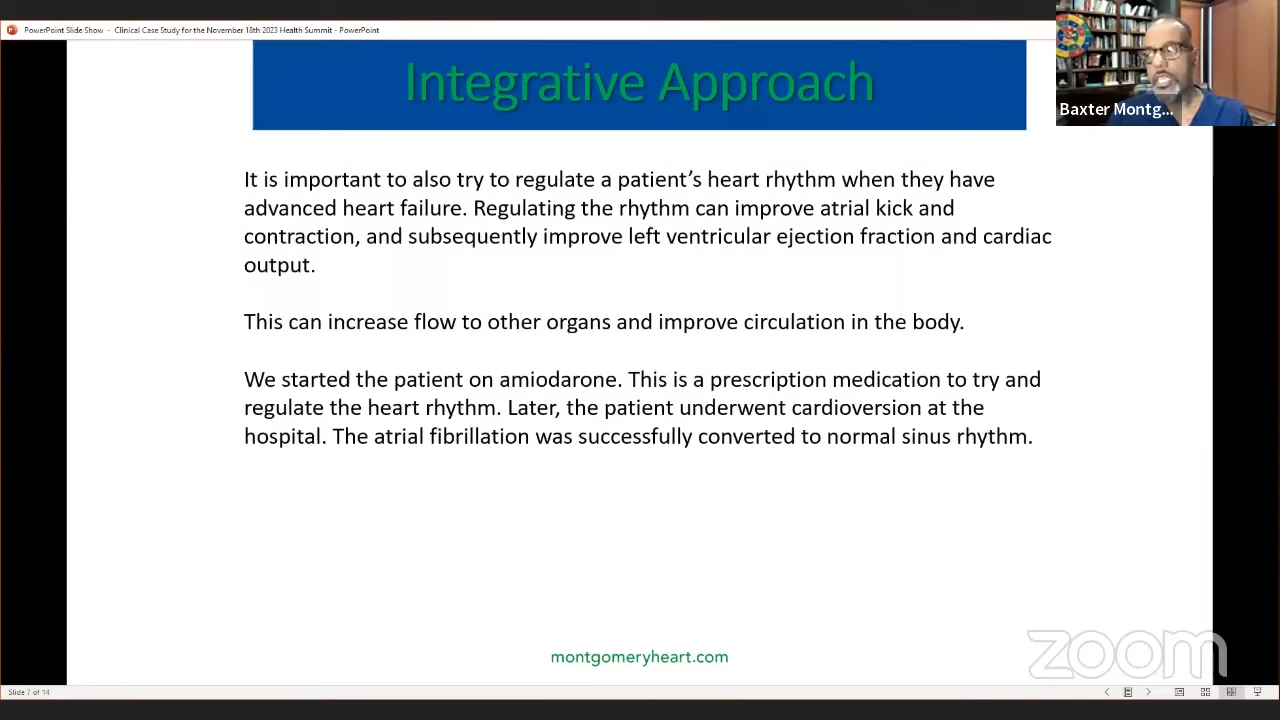 PowerPoint Slide Show - Clinical Case Study for the November 18th 2023 Health Summit - PowerPoint
Integrative Approach
Baxter Montg...
It is important to also try to regulate a patient's heart rhythm when they have
advanced heart failure. Regulating the rhythm can improve atrial kick and
contraction, and subsequently improve left ventricular ejection fraction and cardiac
output.
This can increase flow to other organs and improve circulation in the body.
We started the patient on amiodarone. This is a prescription medication to try and
regulate the heart rhythm. Later, the patient underwent cardioversion at the
hospital. The atrial fibrillation was successfully converted to normal sinus rhythm.
montgomeryheart.com
zoom
Slide 7 of 14